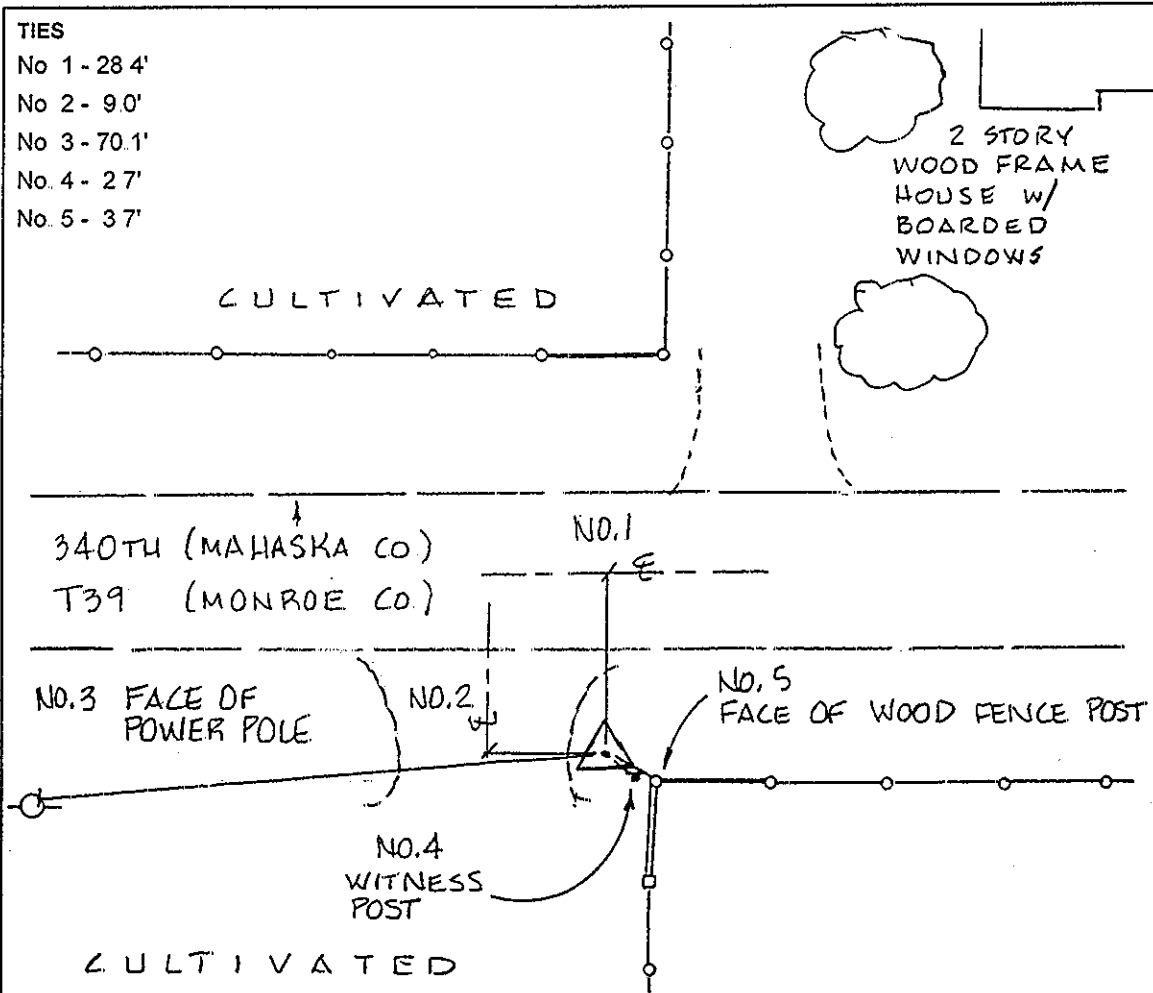 TIES
No 1 - 28 4'
No 2 - 9.0'
No 3 - 70.1'
No. 4 - 2 7'
No. 5 - 3 7'
2 STORY
WOOD FRAME
HOUSE W/
BOARDED
WINDOWS
CULTIVATED
340TH (MAHASKA CO.)
T39 (MONROE CO.)
NO.1
℄
NO.3 FACE OF
POWER POLE
NO.2
℄
NO.5
FACE OF WOOD FENCE POST
NO.4
WITNESS
POST
CULTIVATED